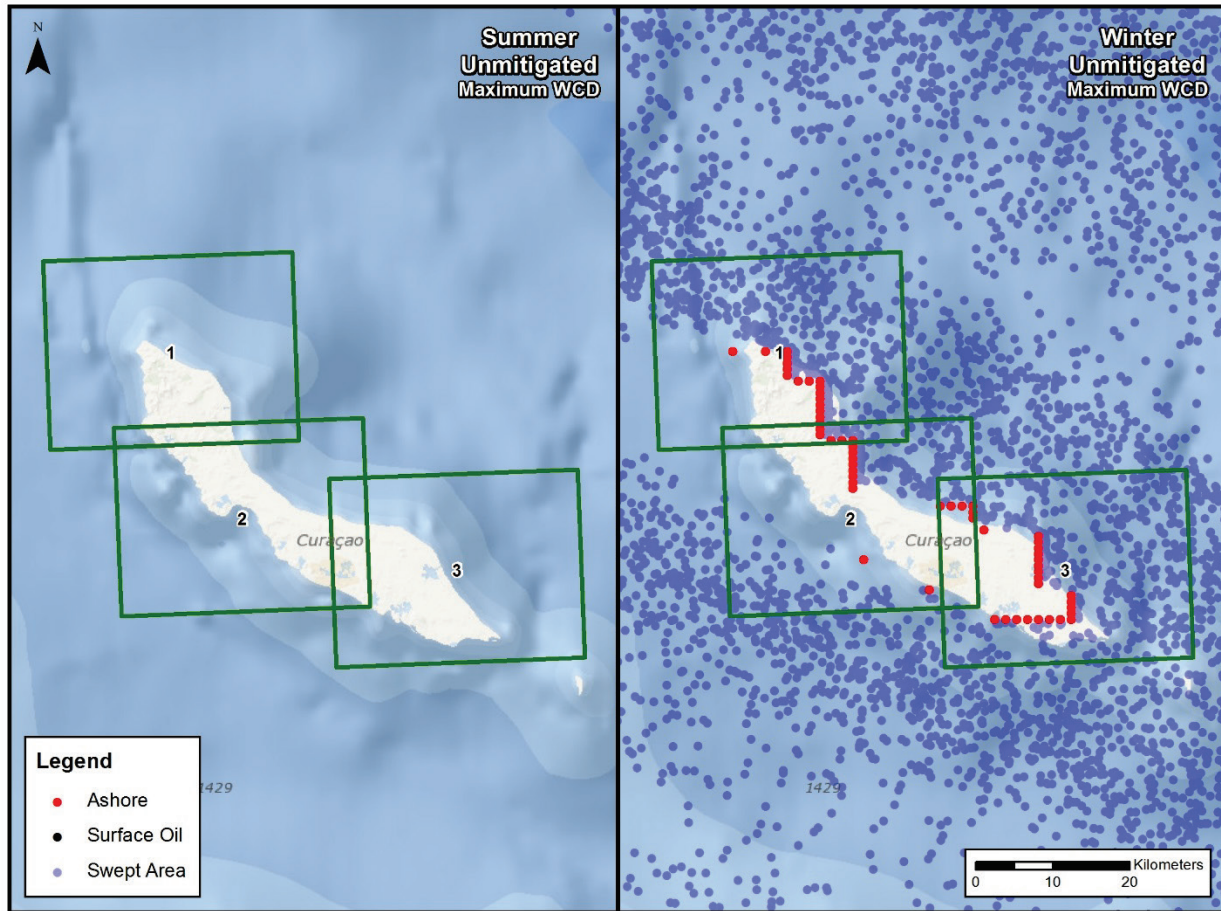 N
Summer
Unmitigated
Maximum WCD
1
2
Curaçao
3
1429
Legend
Ashore
Surface Oil
Swept Area
Winter
Unmitigated
Maximum WCD
1
2
Curaçao
3
1429
Kilometers
0 10 20